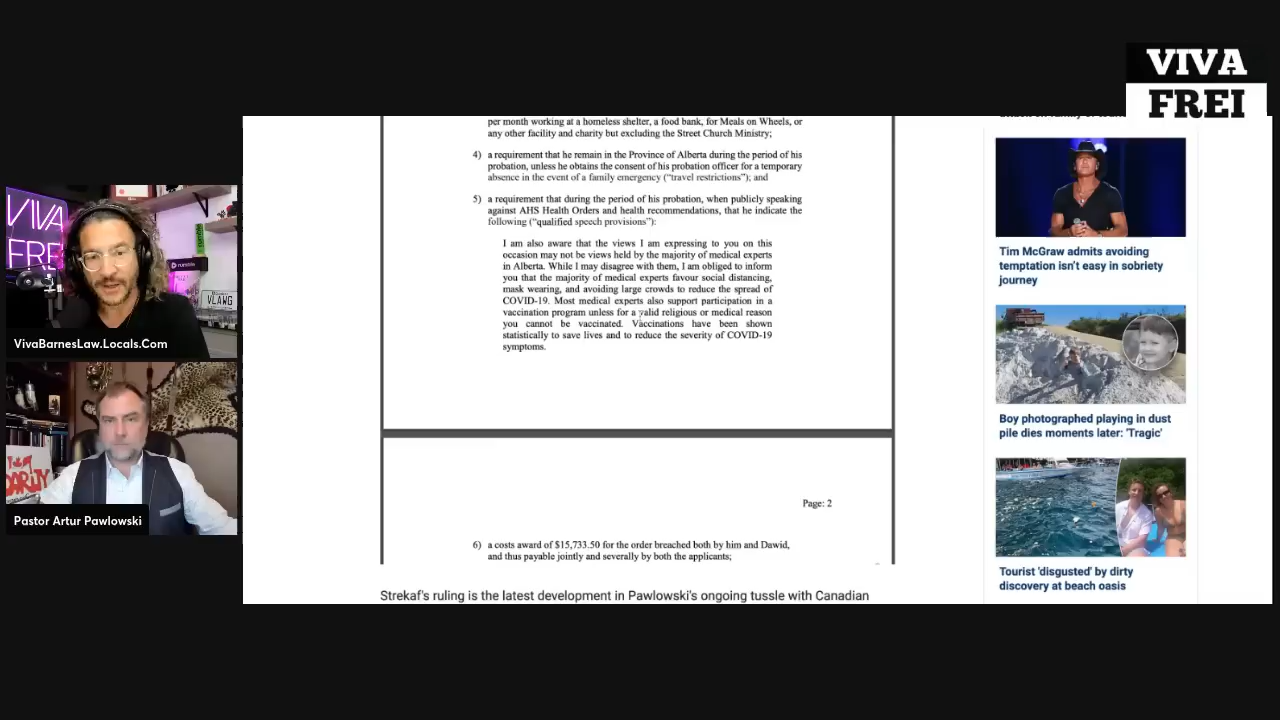 VIVA
FREI
per month working at a homeless shelter, a food bank, for Meals on Wheels, or
any other facility and charity but excluding the Street Church Ministry;
4) a requirement that he remain in the Province of Alberta during the period of his
probation, unless he obtains the consent of his probation officer for a temporary
absence in the event of a family emergency ("travel restrictions"); and
5) a requirement that during the period of his probation, when publicly speaking
against AHS Health Orders and health recommendations, that he indicate the
following ("qualified speech provisions"):
I am also aware that the views I am expressing to you on this
occasion may not be views held by the majority of medical experts
in Alberta. While I may disagree with them, I am obliged to inform
you that the majority of medical experts favour social distancing,
mask wearing, and avoiding large crowds to reduce the spread of
COVID-19. Most medical experts also support participation in a
vaccination program unless for a valid religious or medical reason
you cannot be vaccinated. Vaccinations have been shown
statistically to save lives and to reduce the severity of COVID-19
symptoms.
Page: 2
6) a costs award of $15,733.50 for the order breached both by him and Dawid,
and thus payable jointly and severally by both the applicants;
Strekaf's ruling is the latest development in Pawlowski's ongoing tussle with Canadian
Tim McGraw admits avoiding
temptation isn't easy in sobriety
journey
Boy photographed playing in dust
pile dies moments later: 'Tragic'
Tourist 'disgusted' by dirty
discovery at beach oasis
VIVA
FRE
rumble
VLAWG
VivaBarnesLaw.Locals.Com
Pastor Artur Pawlowski